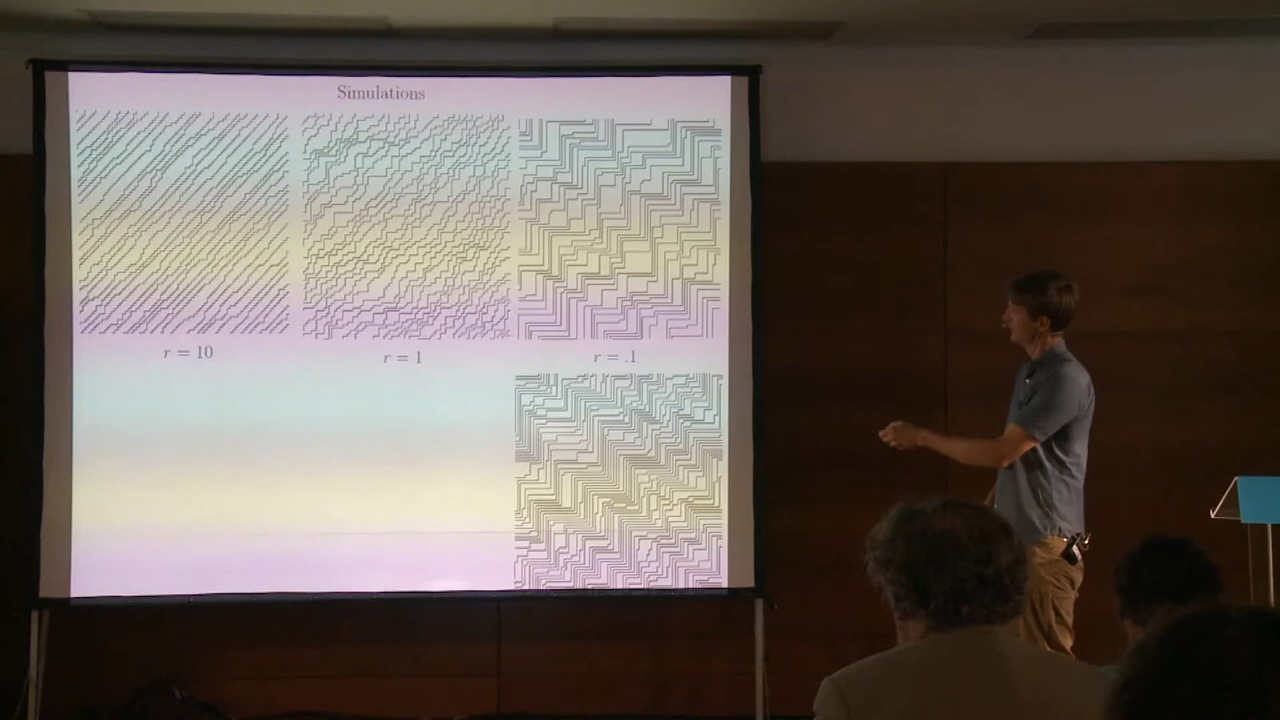 Simulations
r = 10
r = 1
r = .1